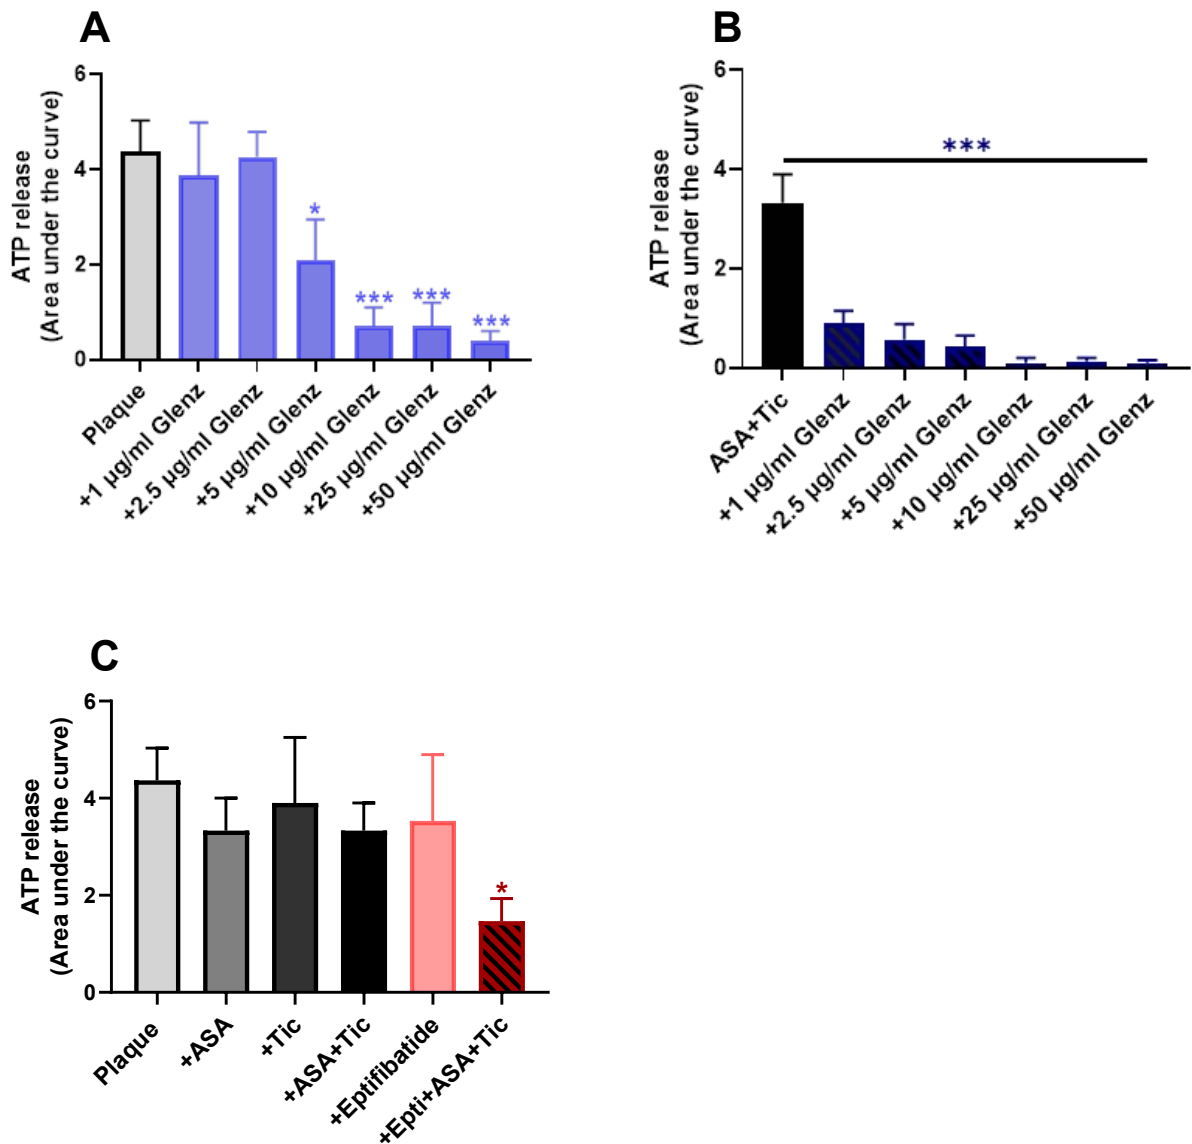 A
ATP release
(Area under the curve)
6
4
2
0
*
***
***
***
Plaque
+1 µg/ml Glenz
+2.5 µg/ml Glenz
+5 µg/ml Glenz
+10 µg/ml Glenz
+25 µg/ml Glenz
+50 µg/ml Glenz
B
ATP release
(Area under the curve)
6
4
2
0
***
ASA+Tic
+1 µg/ml Glenz
+2.5 µg/ml Glenz
+5 µg/ml Glenz
+10 µg/ml Glenz
+25 µg/ml Glenz
+50 µg/ml Glenz
C
ATP release
(Area under the curve)
6
4
2
0
*
Plaque
+ASA
+Tic
+ASA+Tic
+Eptifibatide
+Epti+ASA+Tic